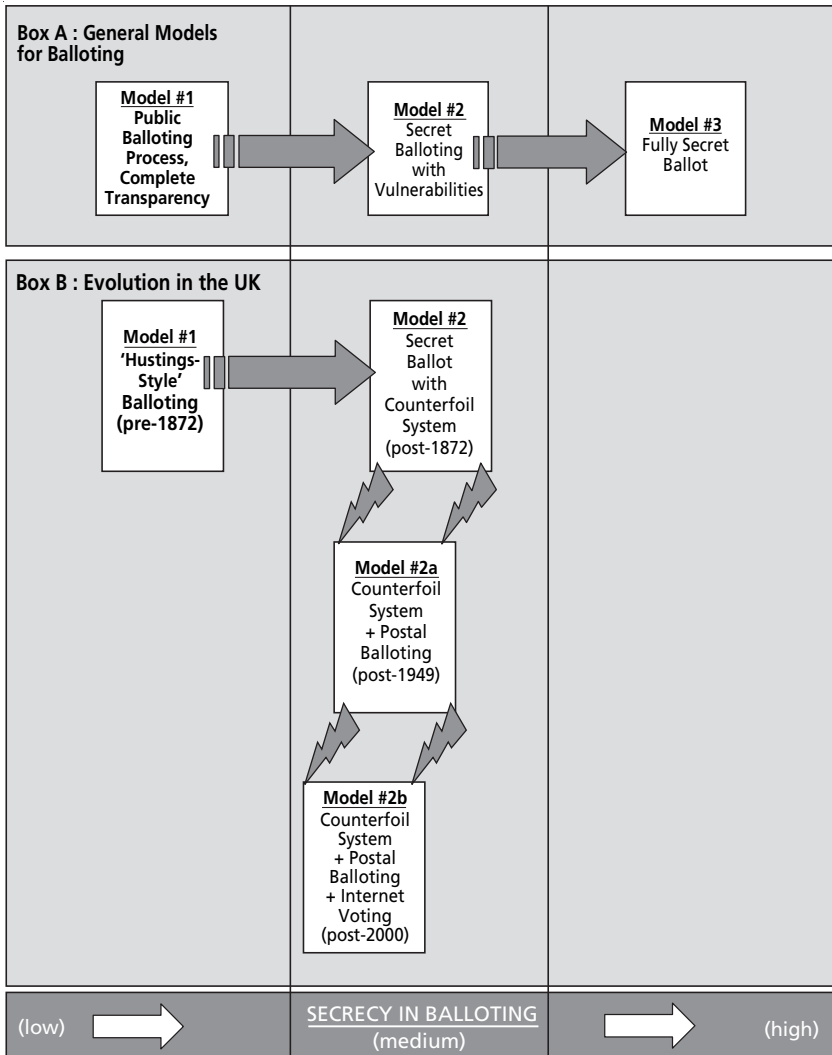 Box A : General Models
for Balloting
Model #1
Public
Balloting
Process,
Complete
Transparency
Model #2
Secret
Balloting
with
Vulnerabilities
Model #3
Fully Secret
Ballot
Box B : Evolution in the UK
Model #1
‘Hustings-
Style’
Balloting
(pre-1872)
Model #2
Secret
Ballot
with
Counterfoil
System
(post-1872)
Model #2a
Counterfoil
System
+ Postal
Balloting
(post-1949)
Model #2b
Counterfoil
System
+ Postal
Balloting
+ Internet
Voting
(post-2000)
(low)
SECRECY IN BALLOTING
(medium)
(high)